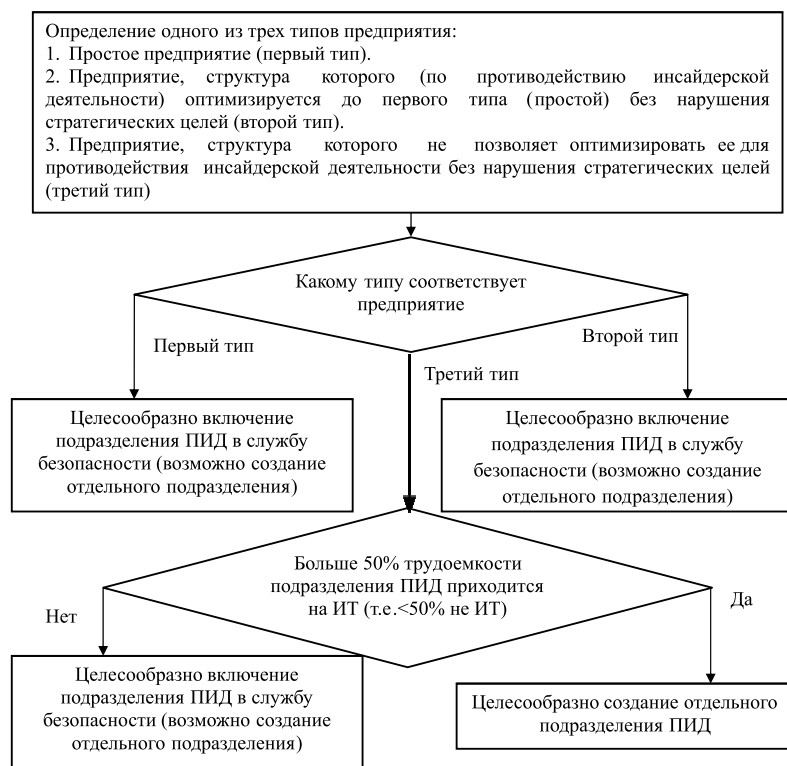 Определение одного из трех типов предприятия:
1. Простое предприятие (первый тип).
2. Предприятие, структура которого (по противодействию инсайдерской
деятельности) оптимизируется до первого типа (простой) без нарушения
стратегических целей (второй тип).
3. Предприятие, структура которого не позволяет оптимизировать ее для
противодействия инсайдерской деятельности без нарушения стратегических целей
(третий тип)
Какому типу соответствует
предприятие
Первый тип
Второй тип
Третий тип
Целесообразно включение
подразделения ПИД в службу
безопасности (возможно создание
отдельного подразделения)
Целесообразно включение
подразделения ПИД в службу
безопасности (возможно создание
отдельного подразделения)
Больше 50% трудоемкости
подразделения ПИД приходится
на ИТ (т.е.<50% не ИТ)
Нет
Да
Целесообразно включение
подразделения ПИД в службу
безопасности (возможно создание
отдельного подразделения)
Целесообразно создание отдельного
подразделения ПИД